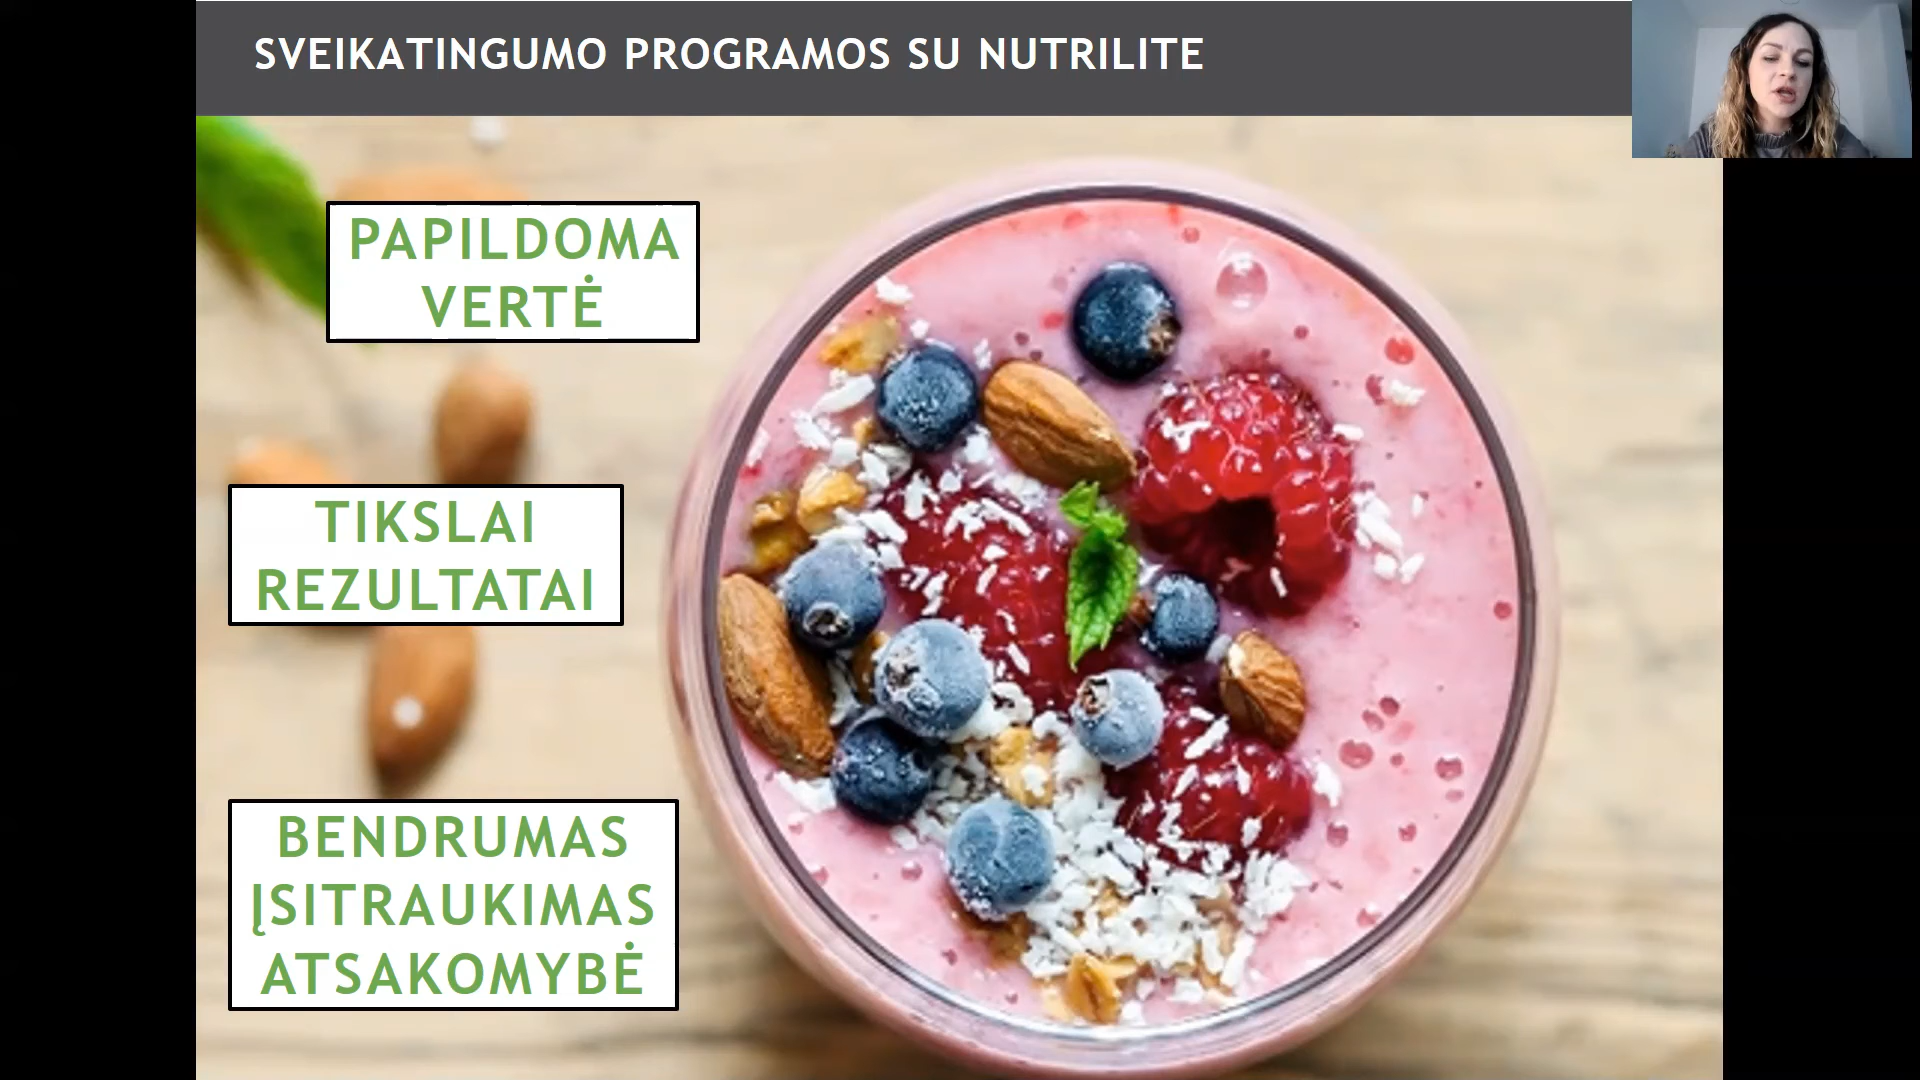 SVEIKATINGUMO PROGRAMOS SU NUTRILITE
PAPILDOMA
VERTĖ
TIKSLAI
REZULTATAI
BENDRUMAS
ĮSITRAUKIMAS
ATSAKOMYBĖ